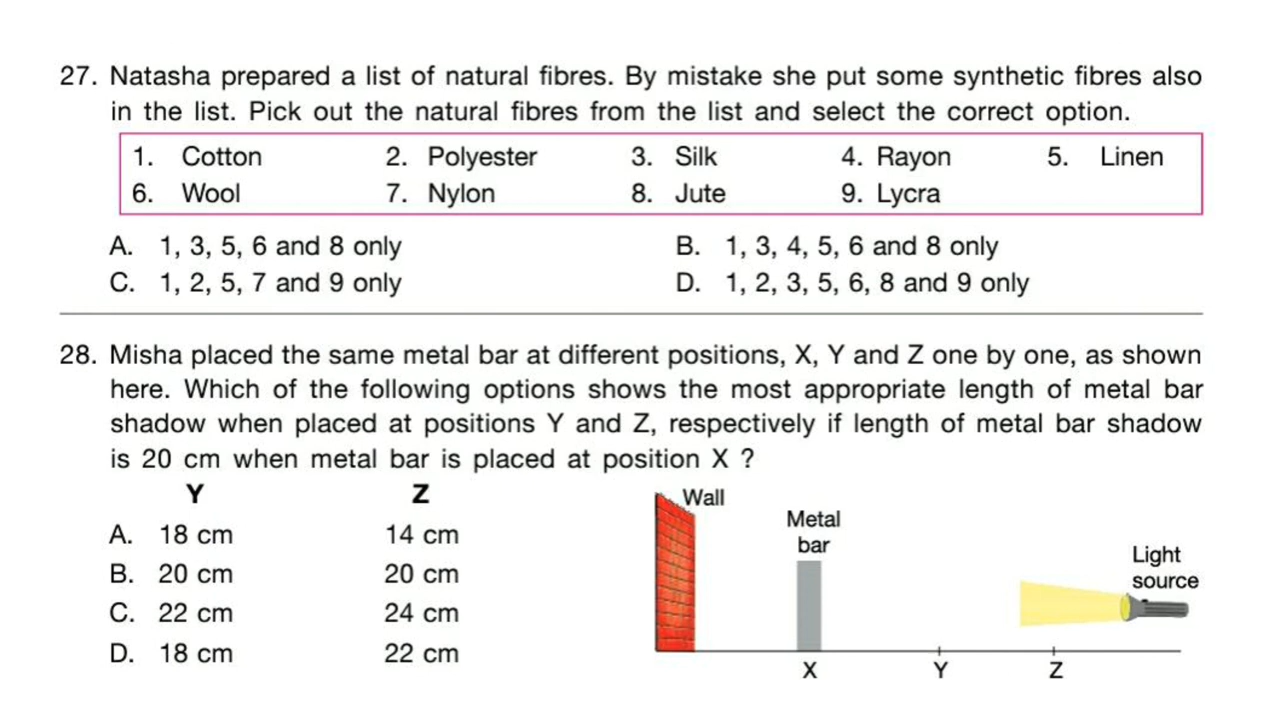 27. Natasha prepared a list of natural fibres. By mistake she put some synthetic fibres also
in the list. Pick out the natural fibres from the list and select the correct option.
1. Cotton 2. Polyester 3. Silk 4. Rayon 5. Linen
6. Wool 7. Nylon 8. Jute 9. Lycra
A. 1, 3, 5, 6 and 8 only B. 1, 3, 4, 5, 6 and 8 only
C. 1, 2, 5, 7 and 9 only D. 1, 2, 3, 5, 6, 8 and 9 only
28. Misha placed the same metal bar at different positions, X, Y and Z one by one, as shown
here. Which of the following options shows the most appropriate length of metal bar
shadow when placed at positions Y and Z, respectively if length of metal bar shadow
is 20 cm when metal bar is placed at position X ?
Y Z
A. 18 cm 14 cm
B. 20 cm 20 cm
C. 22 cm 24 cm
D. 18 cm 22 cm
Wall
Metal
bar
Light
source
X Y Z